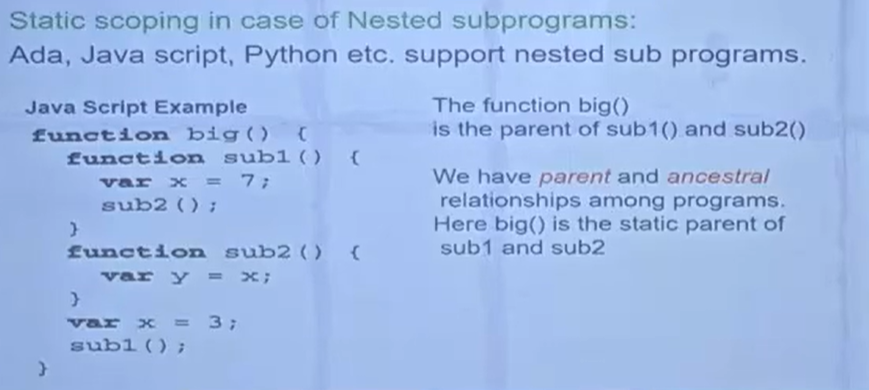 Static scoping in case of Nested subprograms:
Ada, Java script, Python etc. support nested sub programs.
Java Script Example
function big() {
function sub1() {
var x = 7;
sub2();
}
function sub2() {
var y = x;
}
var x = 3;
sub1();
}
The function big()
is the parent of sub1() and sub2()
We have parent and ancestral
relationships among programs.
Here big() is the static parent of
sub1 and sub2